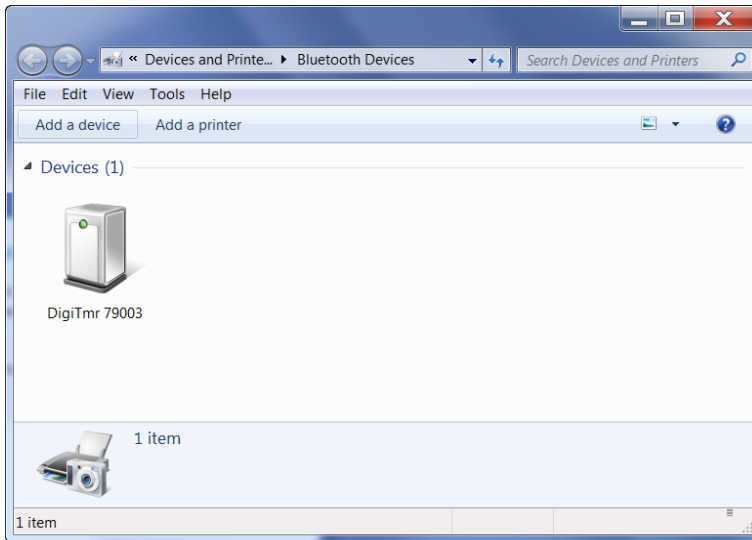 « Devices and Printe... Bluetooth Devices Search Devices and Printers
File Edit View Tools Help
Add a device Add a printer
Devices (1)
DigiTmr 79003
1 item
1 item